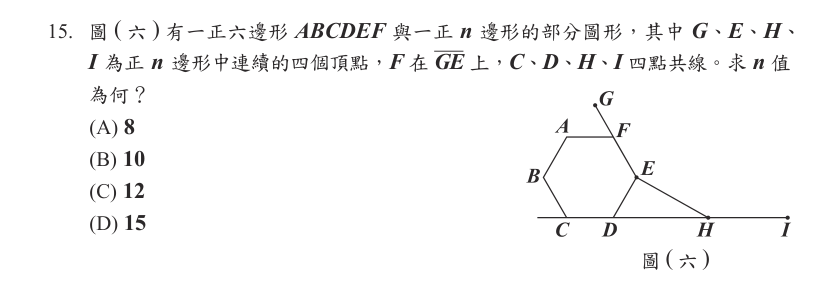 15. 圖(六)有一正六邊形 ABCDEF 與一正 n 邊形的部分圖形，其中 G、E、H、
I 為正 n 邊形中連續的四個頂點，F 在 GE 上，C、D、H、I 四點共線。求 n 值
為何？
(A) 8
(B) 10
(C) 12
(D) 15
G
A
F
B
E
C
D
H
I
圖(六)